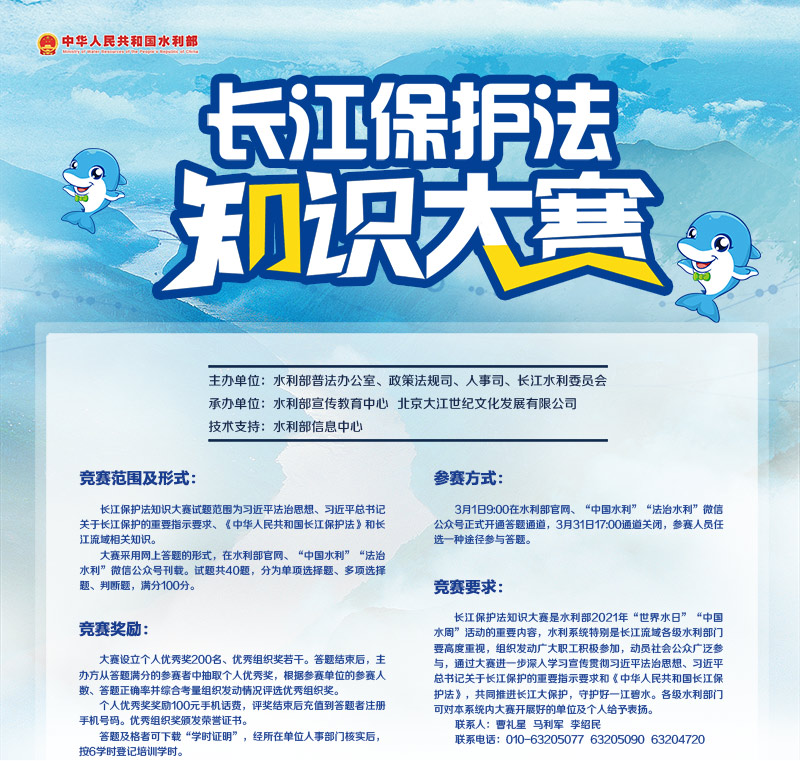 中华人民共和国水利部
Ministry of Water Resources of the People's Republic of China
长江保护法
知识大赛
主办单位：水利部普法办公室、政策法规司、人事司、长江水利委员会
承办单位：水利部宣传教育中心 北京大江世纪文化发展有限公司
技术支持：水利部信息中心
竞赛范围及形式：
长江保护法知识大赛试题范围为习近平法治思想、习近平总书记
关于长江保护的重要指示要求、《中华人民共和国长江保护法》和长
江流域相关知识。
大赛采用网上答题的形式，在水利部官网、“中国水利”“法治
水利”微信公众号刊载。试题共40题，分为单项选择题、多项选择
题、判断题，满分100分。
竞赛奖励：
大赛设立个人优秀奖200名、优秀组织奖若干。答题结束后，主
办方从答题满分的参赛者中抽取个人优秀奖，根据参赛单位的参赛人
数、答题正确率并综合考量组织发动情况评选优秀组织奖。
个人优秀奖奖励100元手机话费，评奖结束后充值到答题者注册
手机号码。优秀组织奖颁发荣誉证书。
答题及格者可下载“学时证明”，经所在单位人事部门核实后，
按6学时登记培训学时。
参赛方式：
3月1日9:00在水利部官网、“中国水利”“法治水利”微信
公众号正式开通答题通道，3月31日17:00通道关闭，参赛人员任
选一种途径参与答题。
竞赛要求：
长江保护法知识大赛是水利部2021年“世界水日”“中国
水周”活动的重要内容，水利系统特别是长江流域各级水利部门
要高度重视，组织发动广大职工积极参加，动员社会公众广泛参
与，通过大赛进一步深入学习宣传贯彻习近平法治思想、习近平
总书记关于长江保护的重要指示要求和《中华人民共和国长江保
护法》，共同推进长江大保护，守护好一江碧水。各级水利部门
可对本系统内大赛开展好的单位及个人给予表扬。
联系人：曹礼星 马利军 李绍民
联系电话：010-63205077 63205090 63204720